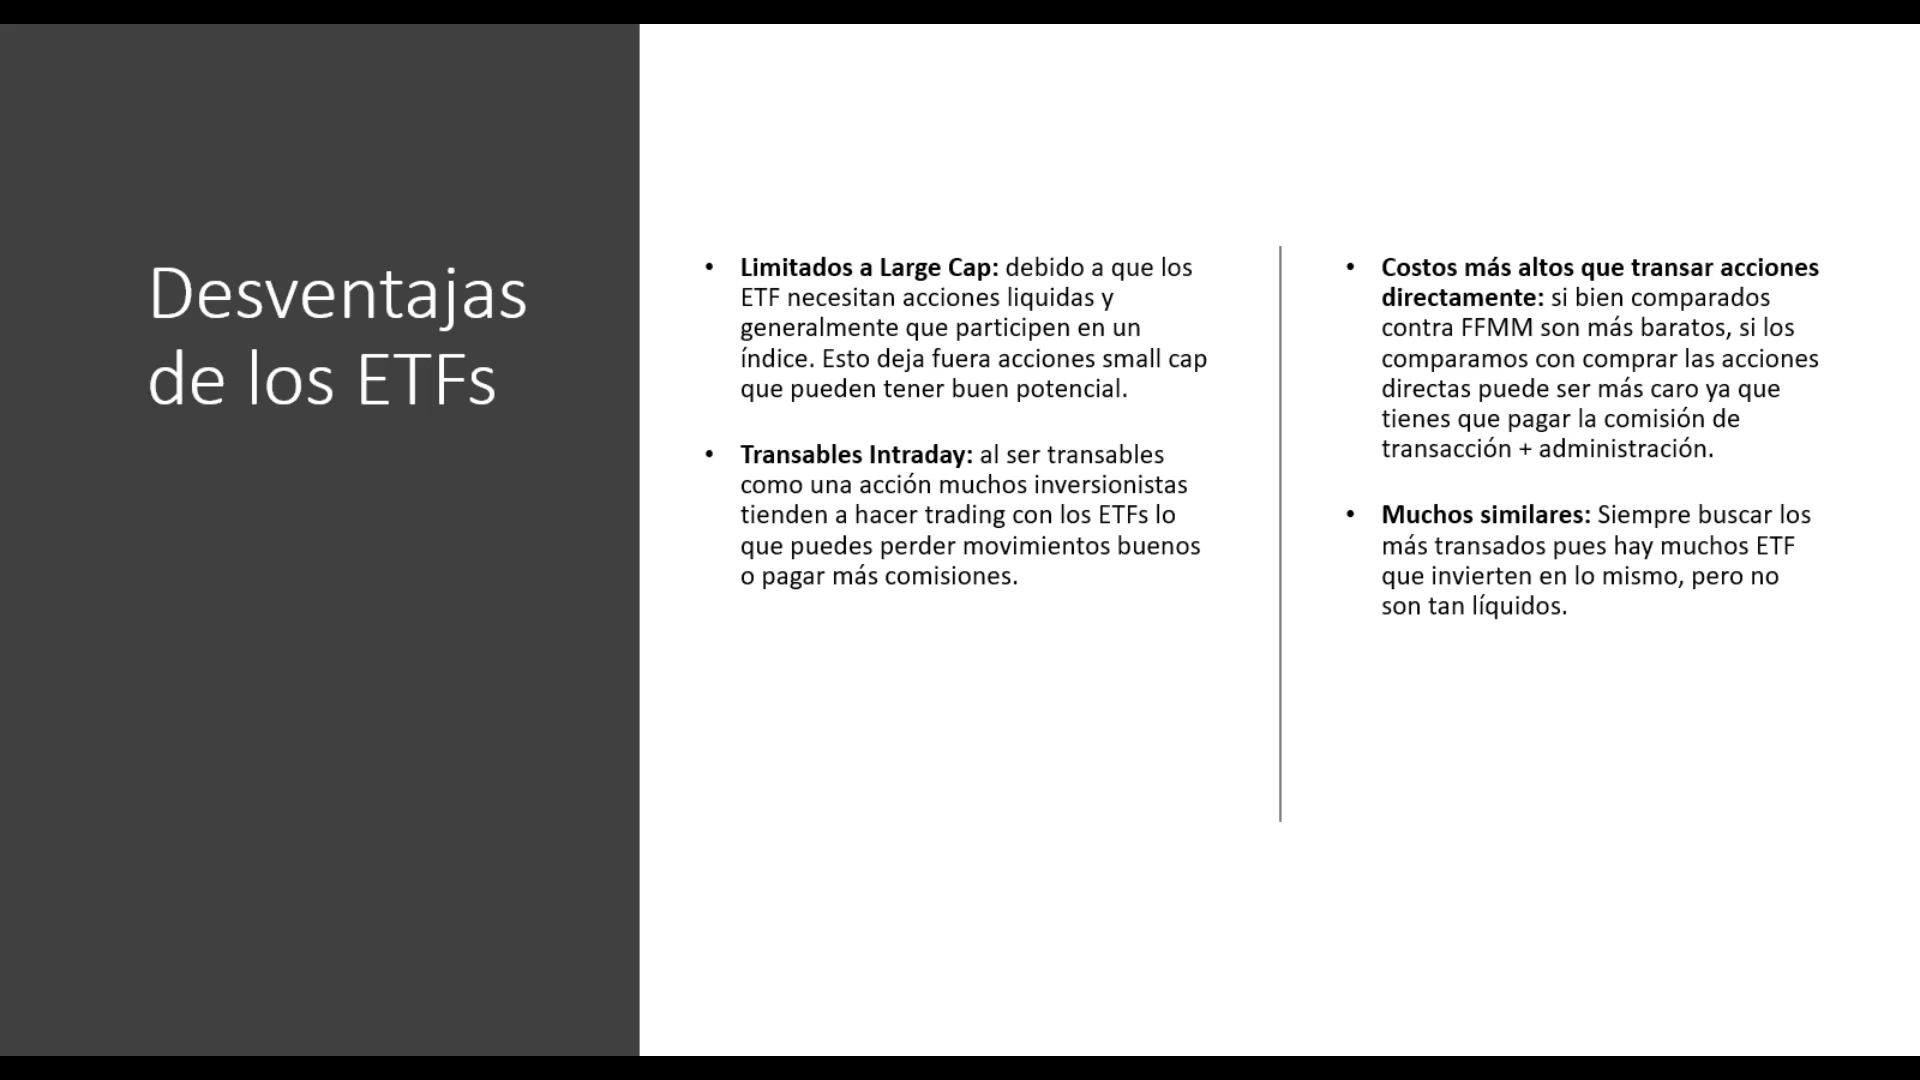 Desventajas
de los ETFs
• Limitados a Large Cap: debido a que los
ETF necesitan acciones liquidas y
generalmente que participen en un
índice. Esto deja fuera acciones small cap
que pueden tener buen potencial.
• Transables Intraday: al ser transables
como una acción muchos inversionistas
tienden a hacer trading con los ETFs lo
que puedes perder movimientos buenos
o pagar más comisiones.
• Costos más altos que transar acciones
directamente: si bien comparados
contra FFMM son más baratos, si los
comparamos con comprar las acciones
directas puede ser más caro ya que
tienes que pagar la comisión de
transacción + administración.
• Muchos similares: Siempre buscar los
más transados pues hay muchos ETF
que invierten en lo mismo, pero no
son tan líquidos.